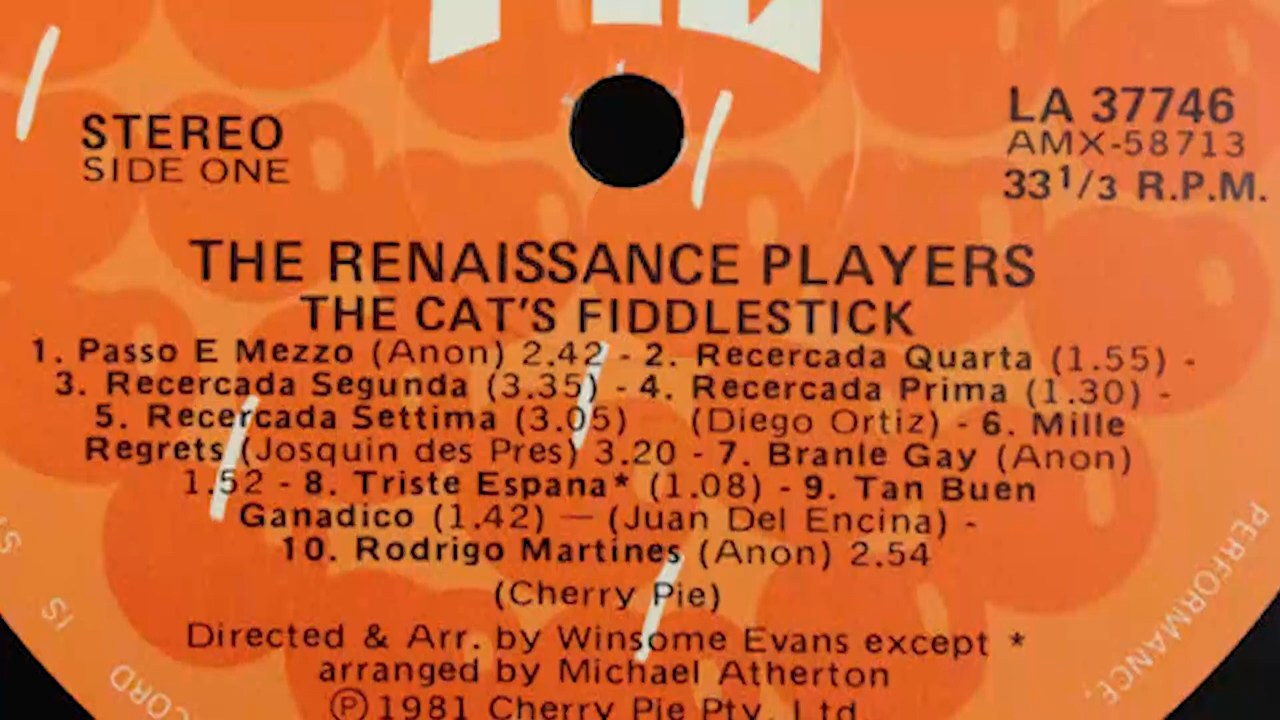 STEREO
SIDE ONE
LA 37746
AMX-58713
33 1/3 R.P.M.
THE RENAISSANCE PLAYERS
THE CAT'S FIDDLESTICK
1. Passo E Mezzo (Anon) 2.42 - 2. Recercada Quarta (1.55) -
3. Recercada Segunda (3.35) - 4. Recercada Prima (1.30) -
5. Recercada Settima (3.05) (Diego Ortiz) - 6. Mille
Regrets (Josquin des Pres) 3.20 - 7. Branle Gay (Anon)
1.52 - 8. Triste Espana* (1.08) - 9. Tan Buen
Ganadico (1.42) — (Juan Del Encina) -
10. Rodrigo Martines (Anon) 2.54
(Cherry Pie)
Directed & Arr. by Winsome Evans except *
arranged by Michael Atherton
Ⓟ 1981 Cherry Pie Pty. Ltd.
PERFORMANCE,
IS